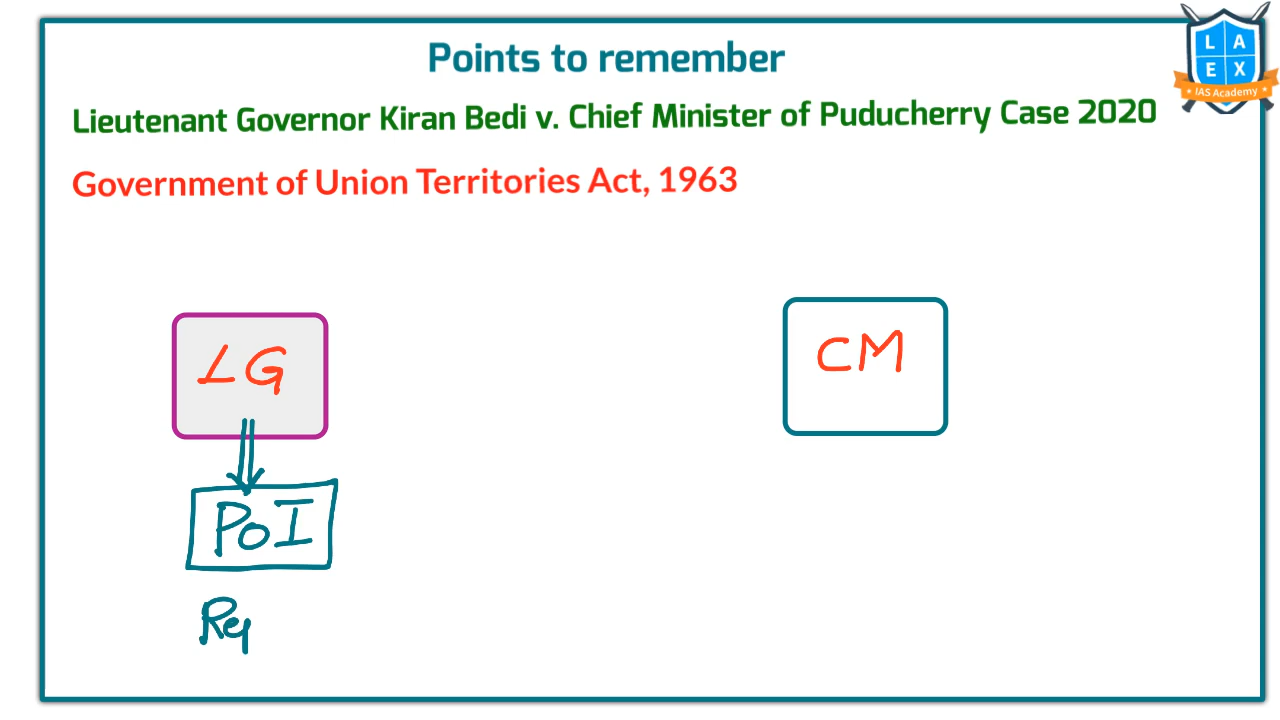 Points to remember
L A
E X
IAS Academy
Lieutenant Governor Kiran Bedi v. Chief Minister of Puducherry Case 2020
Government of Union Territories Act, 1963
LG
CM
PoI
Rep